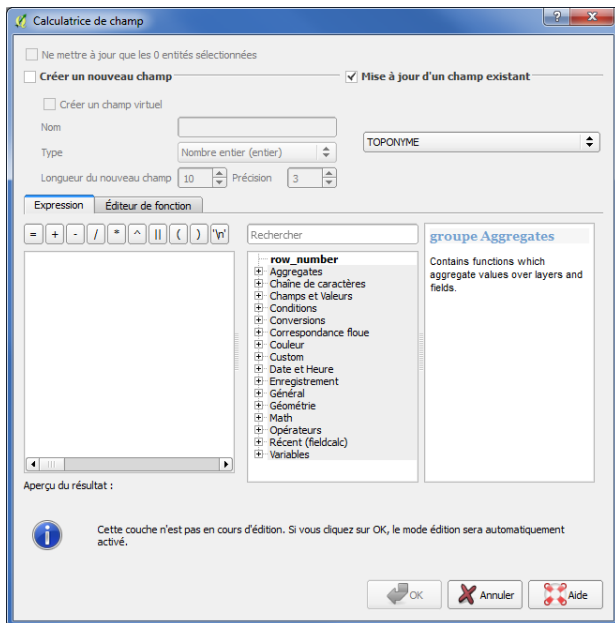 Calculatrice de champ
Ne mettre à jour que les 0 entités sélectionnées
Créer un nouveau champ
Mise à jour d'un champ existant
Créer un champ virtuel
Nom
TOPONYME
Type
Nombre entier (entier)
Longueur du nouveau champ 10 Précision 3
Expression Éditeur de fonction
= + - / * ^ || ( ) '\n'
Rechercher
groupe Aggregates
Contains functions which
aggregate values over layers and
fields.
row_number
Aggregates
Chaîne de caractères
Champs et Valeurs
Conditions
Conversions
Correspondance floue
Couleur
Custom
Date et Heure
Enregistrement
Général
Géométrie
Math
Opérateurs
Récent (fieldcalc)
Variables
Aperçu du résultat :
Cette couche n'est pas en cours d'édition. Si vous cliquez sur OK, le mode édition sera automatiquement
activé.
OK Annuler Aide